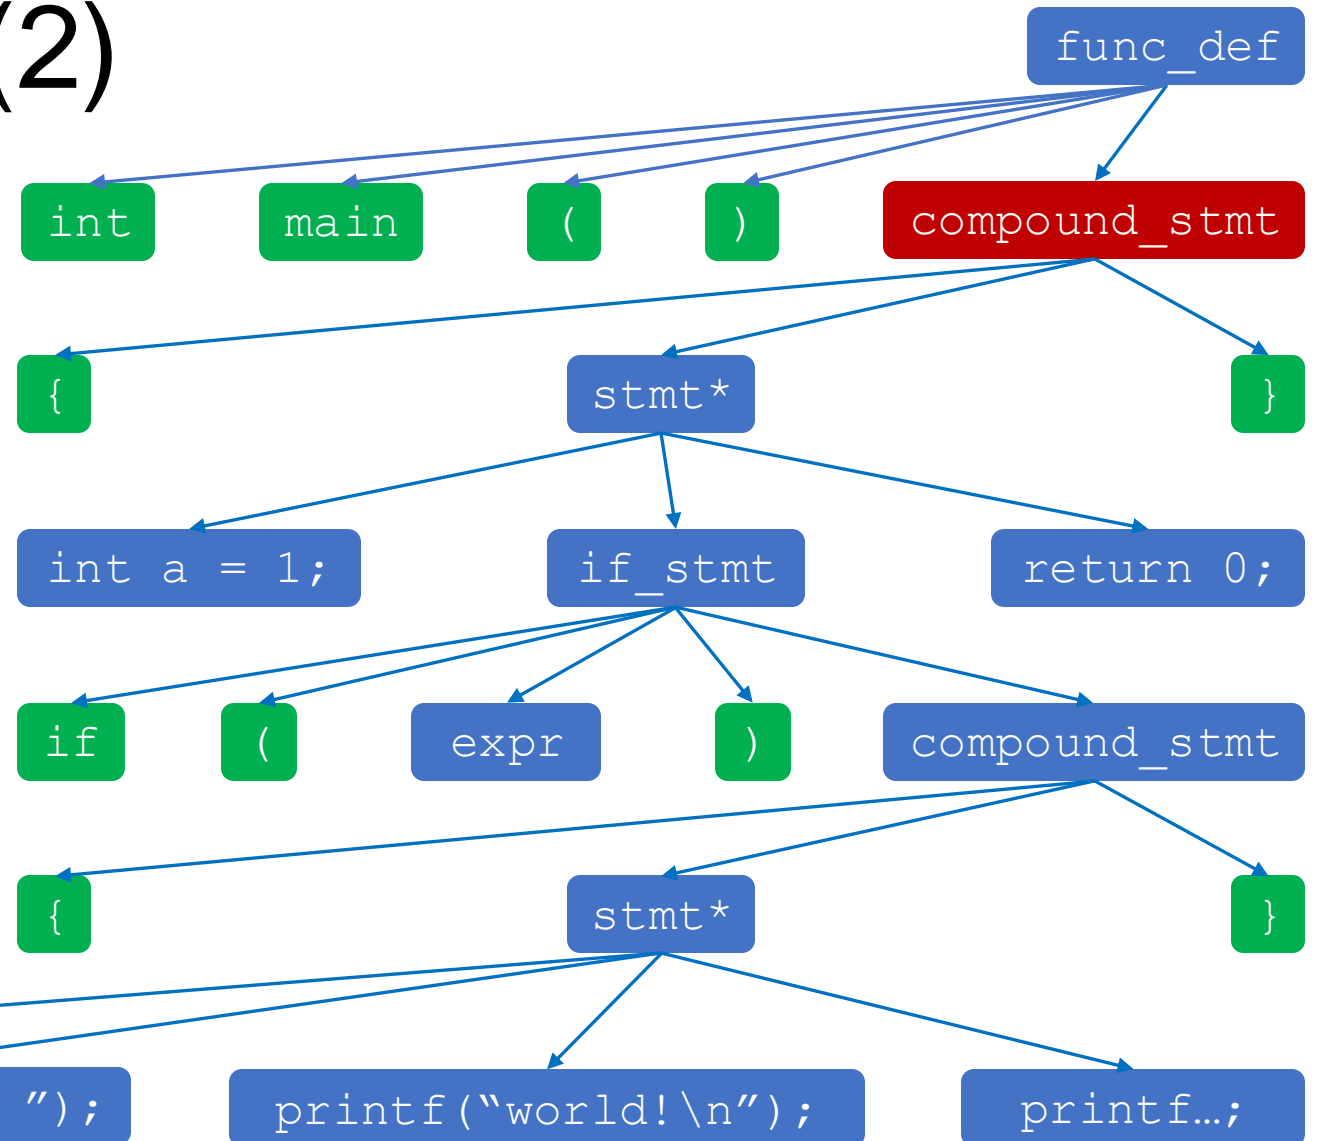 (2)
func_def
int main ( ) compound_stmt
{ stmt* }
int a = 1; if_stmt return 0;
if ( expr ) compound_stmt
{ stmt* }
″); printf(“world!\n″); printf…;